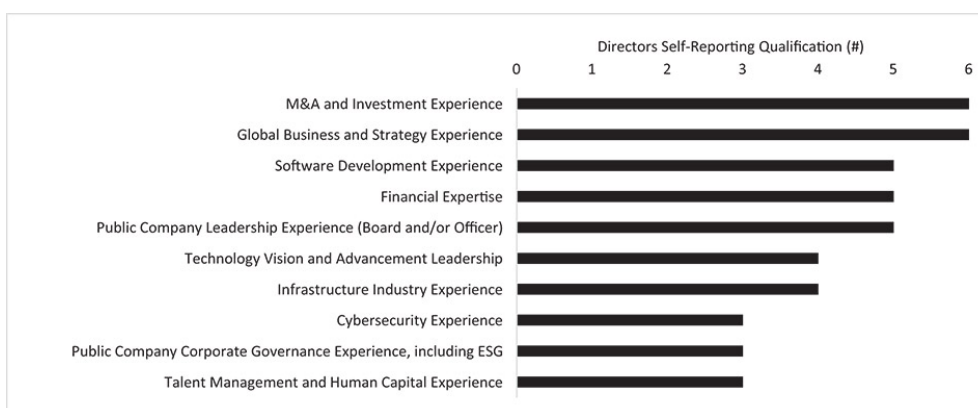 Directors Self-Reporting Qualification (#)
0 1 2 3 4 5 6
M&A and Investment Experience
Global Business and Strategy Experience
Software Development Experience
Financial Expertise
Public Company Leadership Experience (Board and/or Officer)
Technology Vision and Advancement Leadership
Infrastructure Industry Experience
Cybersecurity Experience
Public Company Corporate Governance Experience, including ESG
Talent Management and Human Capital Experience